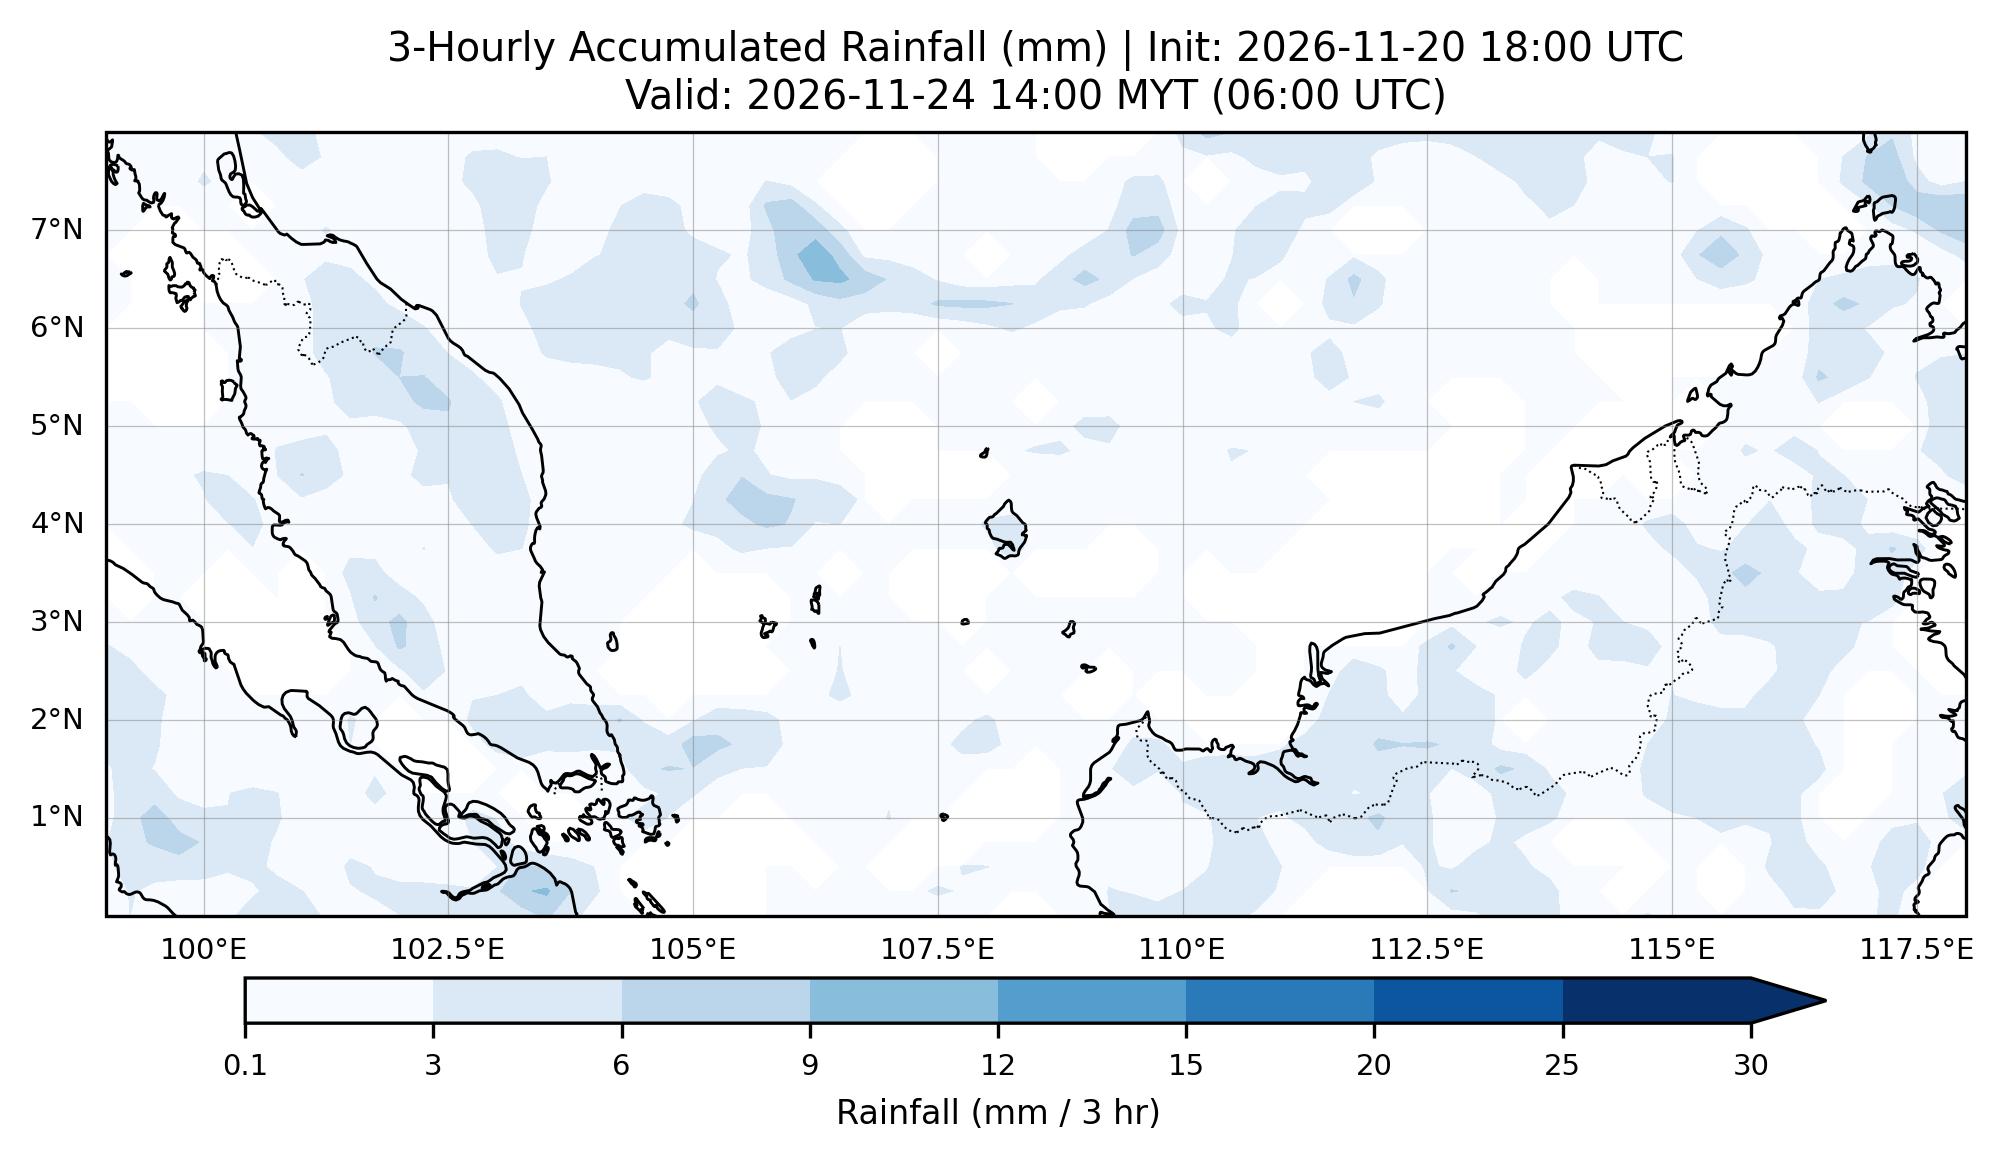 3-Hourly Accumulated Rainfall (mm) | Init: 2026-11-20 18:00 UTC
Valid: 2026-11-24 14:00 MYT (06:00 UTC)
7°N
6°N
5°N
4°N
3°N
2°N
1°N
100°E 102.5°E 105°E 107.5°E 110°E 112.5°E 115°E 117.5°E
0.1 3 6 9 12 15 20 25 30
Rainfall (mm / 3 hr)